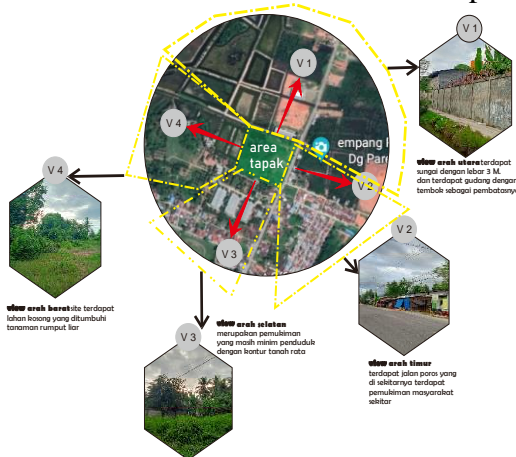 V 1
V 1
V 4
area
tapak
empang
Dg Pare
V 2
V 3
view arah utara terdapat
sungai dengan lebar 3 M.
dan terdapat gudang dengan
tembok sebagai pembatasnya
V 4
V 2
view arah barat site terdapat
lahan kosong yang ditumbuhi
tanaman rumput liar
view arah selatan
merupakan pemukiman
yang masih minim penduduk
dengan kontur tanah rata
V 3
view arah timur
terdapat jalan poros yang
di sekitarnya terdapat
pemukiman masyarakat
sekitar